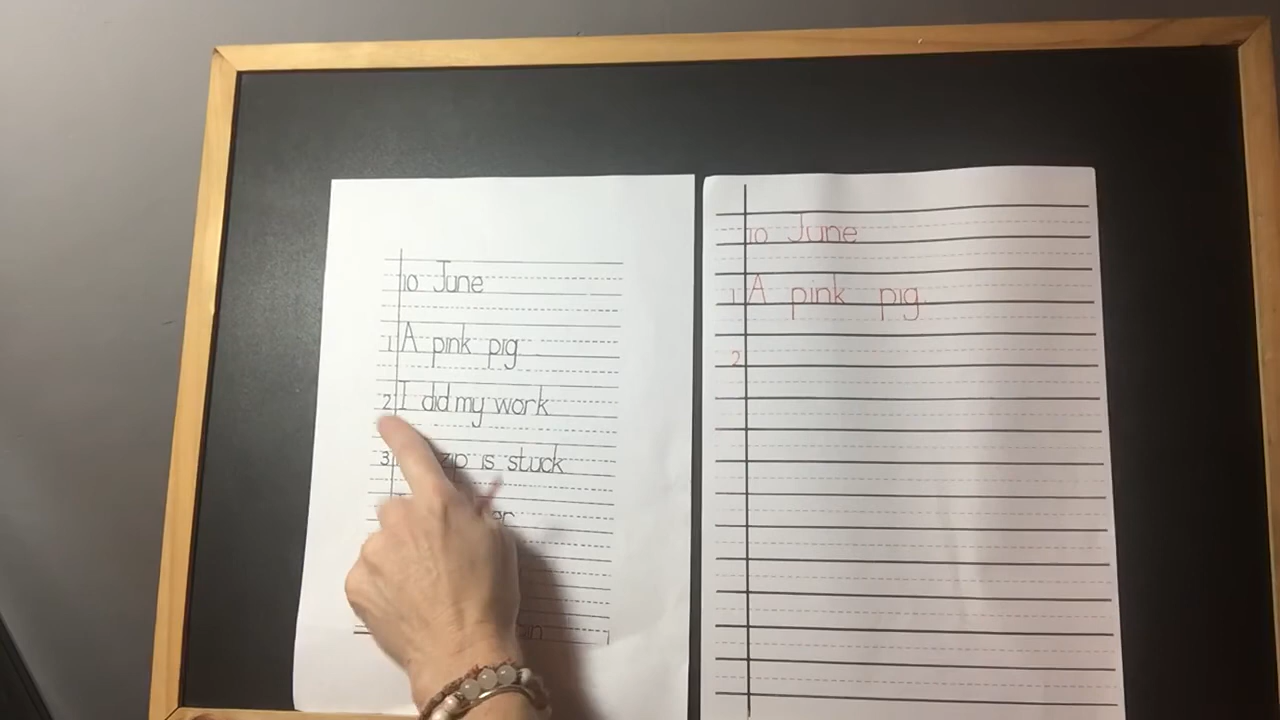 10 June
1 A pink pig
2 I did my work
3 zip is stuck
10 June
1 A pink pig.
2